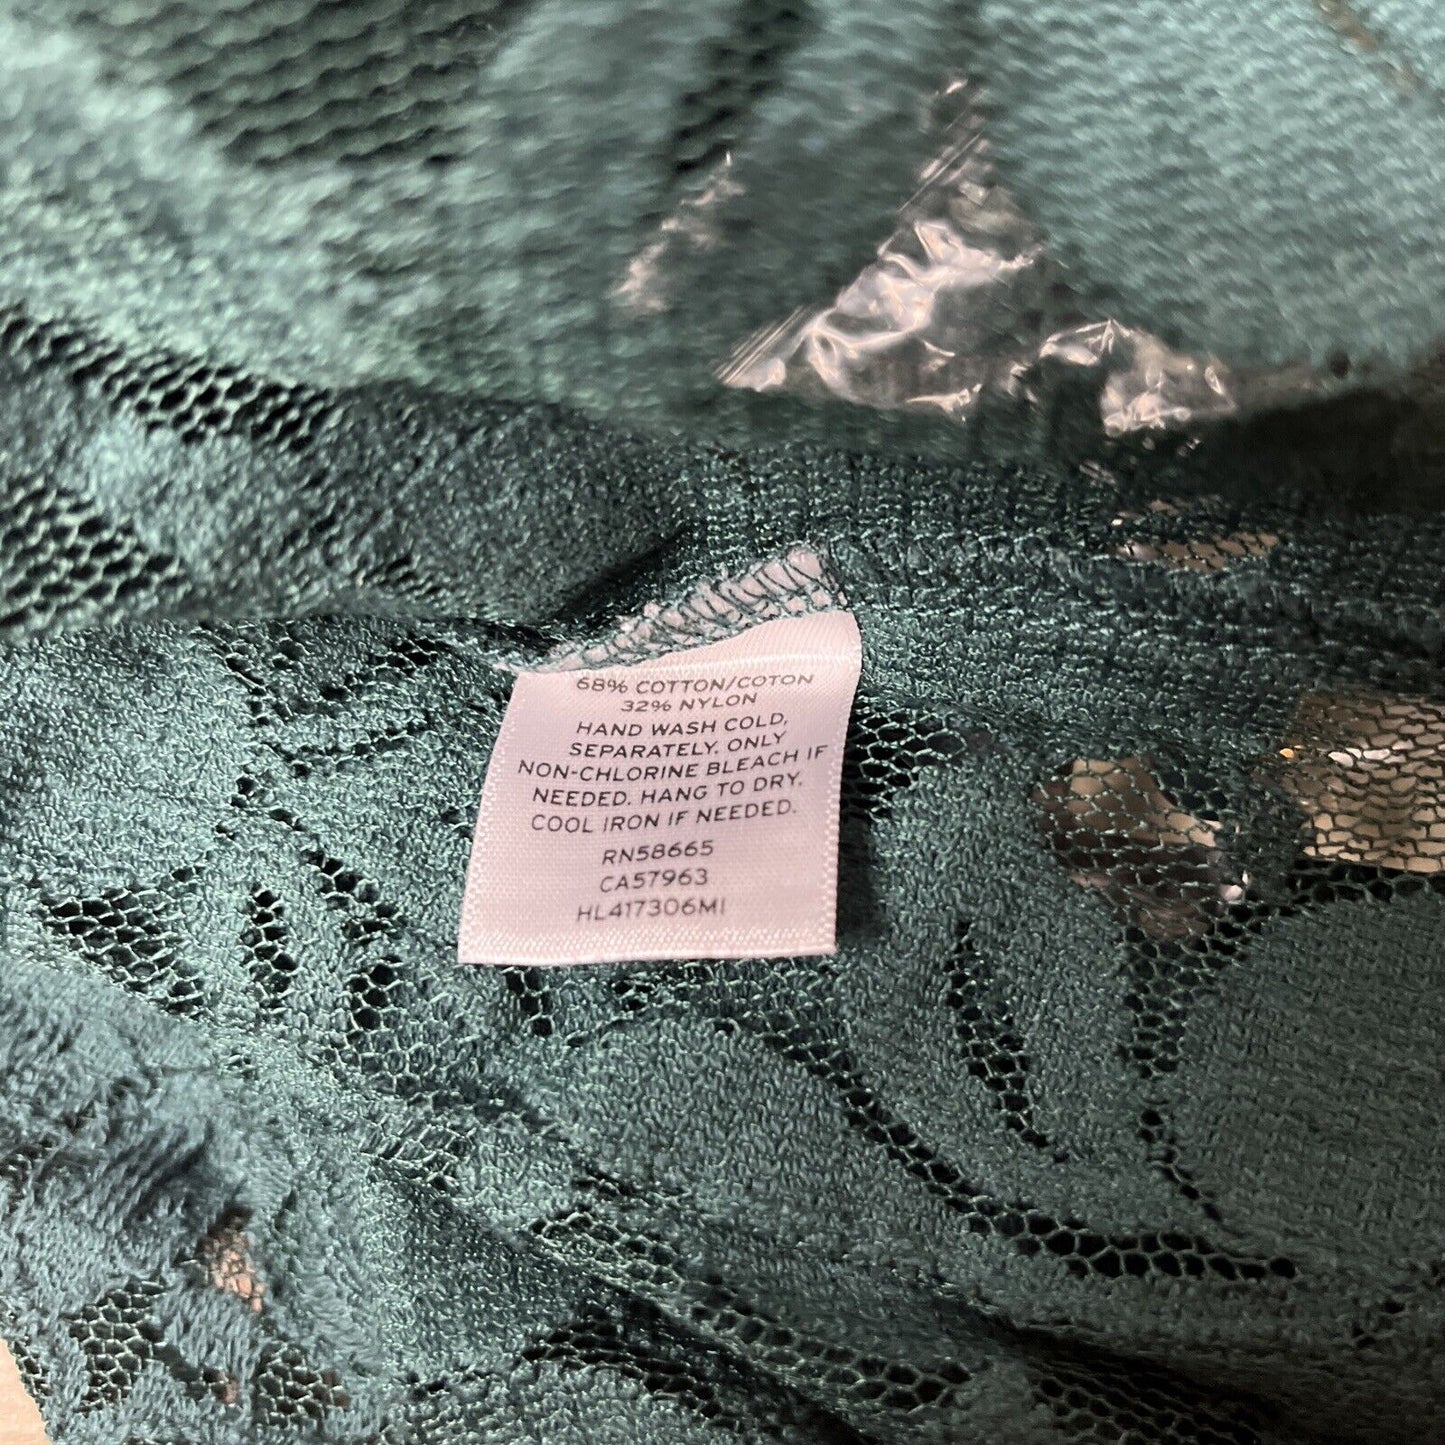 68% COTTON/COTON
32% NYLON
HAND WASH COLD,
SEPARATELY. ONLY
NON-CHLORINE BLEACH IF
NEEDED. HANG TO DRY.
COOL IRON IF NEEDED.
RN58665
CA57963
HL417306MI